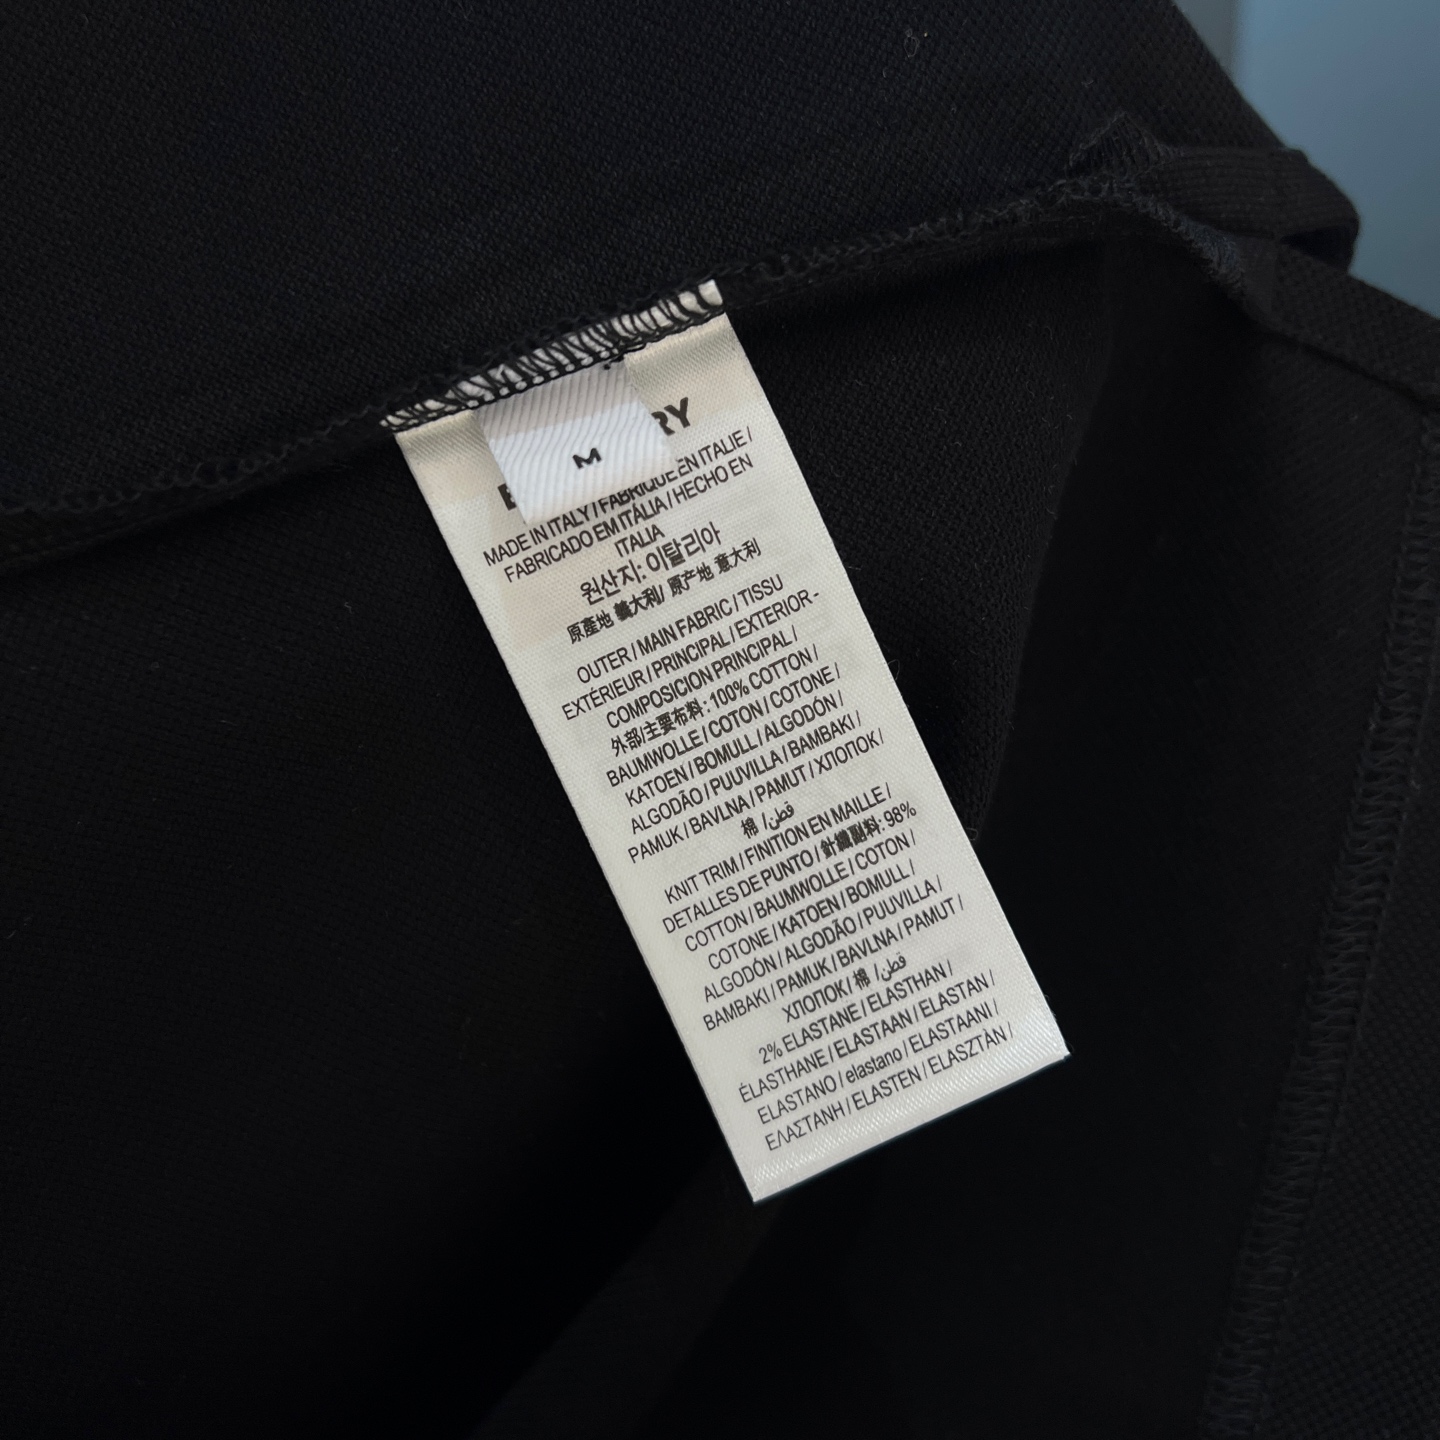 RY
M
MADE IN ITALY / FABRIQUE EN ITALIE /
FABRICADO EM ITÁLIA / HECHO EN
ITALIA
원산지: 이탈리아
原產地 義大利/ 原产地 意大利
OUTER / MAIN FABRIC / TISSU
EXTÉRIEUR / PRINCIPAL / EXTERIOR -
COMPOSICION PRINCIPAL /
外部/主要布料: 100% COTTON /
BAUMWOLLE / COTON / COTONE /
KATOEN / BOMULL / ALGODÓN /
ALGODÃO / PUUVILLA / BAMBAKI /
PAMUK / BAVLNA / PAMUT / ХЛОПОК /
棉 / قطن
KNIT TRIM / FINITION EN MAILLE /
DETALLES DE PUNTO / 針織副料: 98%
COTTON / BAUMWOLLE / COTON /
COTONE / KATOEN / BOMULL /
ALGODÓN / ALGODÃO / PUUVILLA /
BAMBAKI / PAMUK / BAVLNA / PAMUT /
ХЛОПОК / 棉 / قطن
2% ELASTANE / ELASTHAN /
ÉLASTHANE / ELASTAAN / ELASTAN /
ELASTANO / elastano / ELASTAANI /
ΕΛΑΣΤΑΝΗ / ELASTEN / ELASZTÀN /